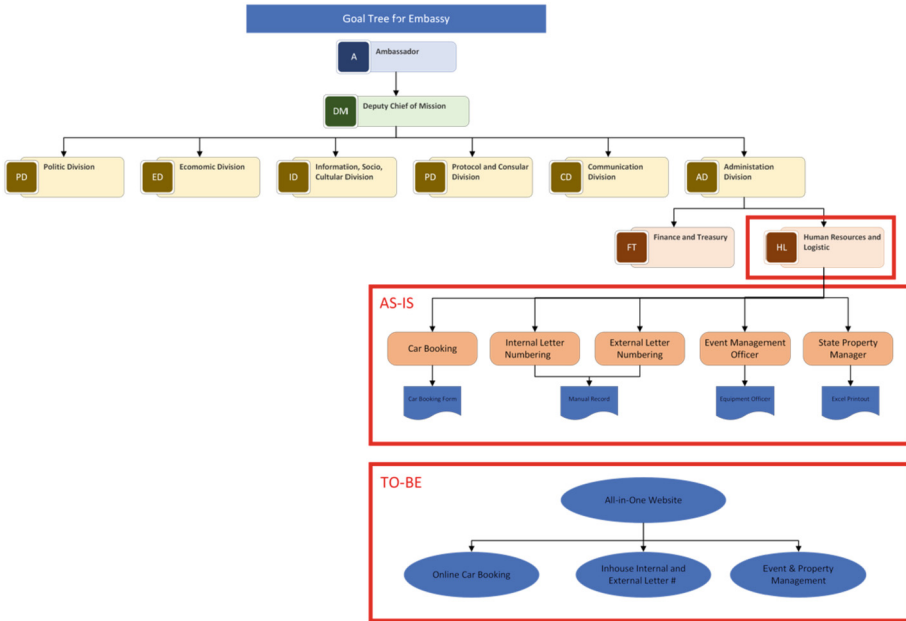 Goal Tree for Embassy
A
Ambassador
DM
Deputy Chief of Mission
PD
Politic Division
ED
Economic Division
ID
Information, Socio,
Cultular Division
PD
Protocol and Consular
Division
CD
Communication
Division
AD
Administation
Division
FT
Finance and Treasury
HL
Human Resources and
Logistic
AS-IS
Car Booking
Internal Letter
Numbering
External Letter
Numbering
Event Management
Officer
State Property
Manager
Car Booking Form
Manual Record
Equipment Officer
Excel Printout
TO-BE
All-in-One Website
Online Car Booking
Inhouse Internal and
External Letter #
Event & Property
Management